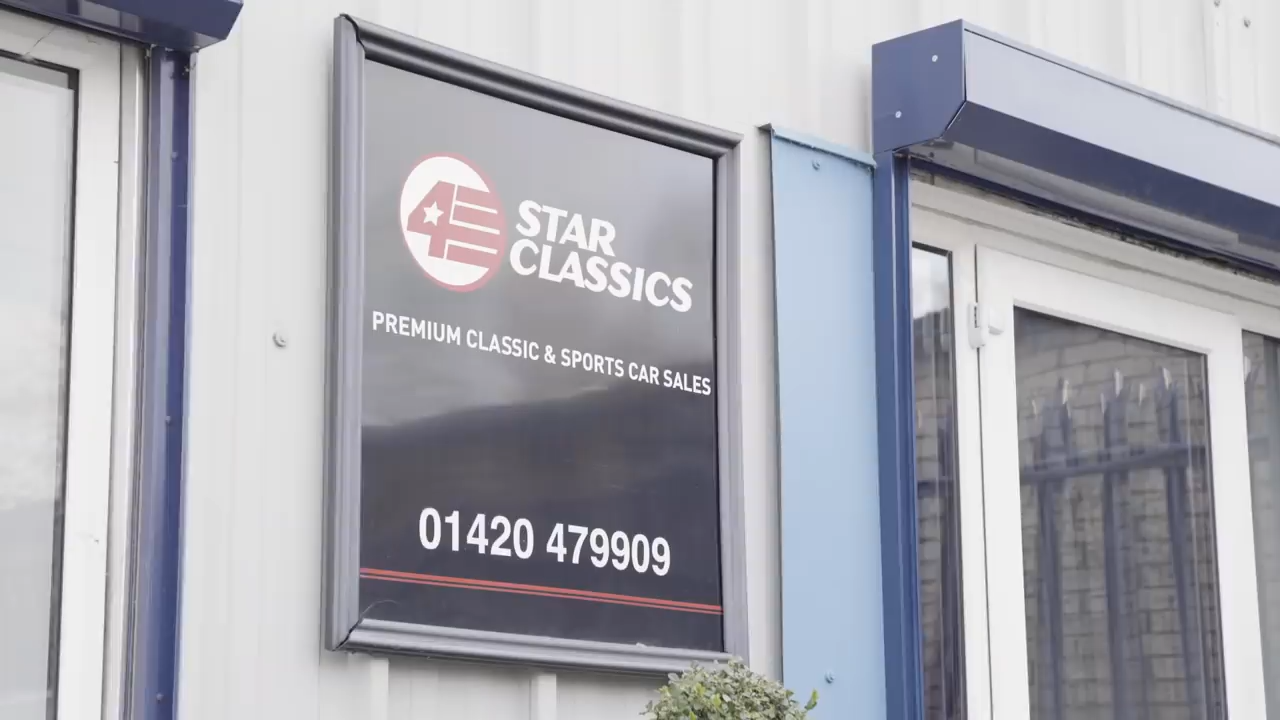 4
STAR
CLASSICS
PREMIUM CLASSIC & SPORTS CAR SALES
01420 479909